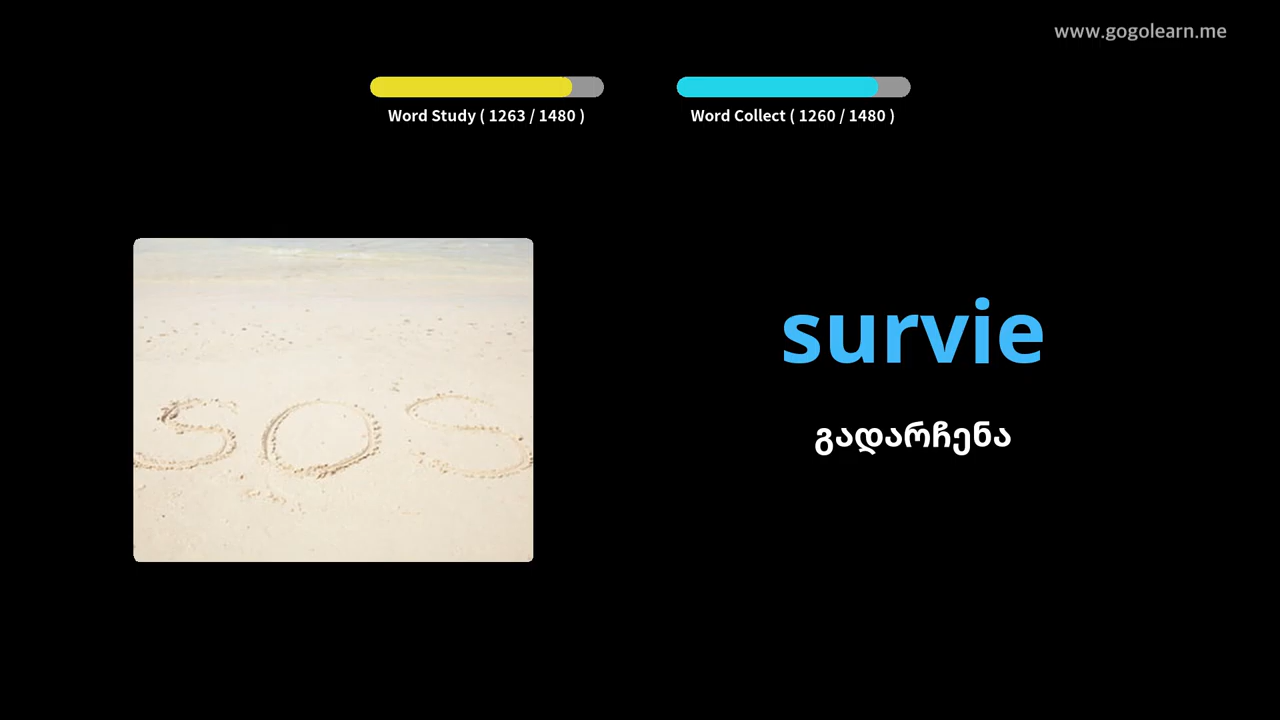 www.gogolearn.me
Word Study ( 1263 / 1480 )
Word Collect ( 1260 / 1480 )
SOS
survie
გადარჩენა